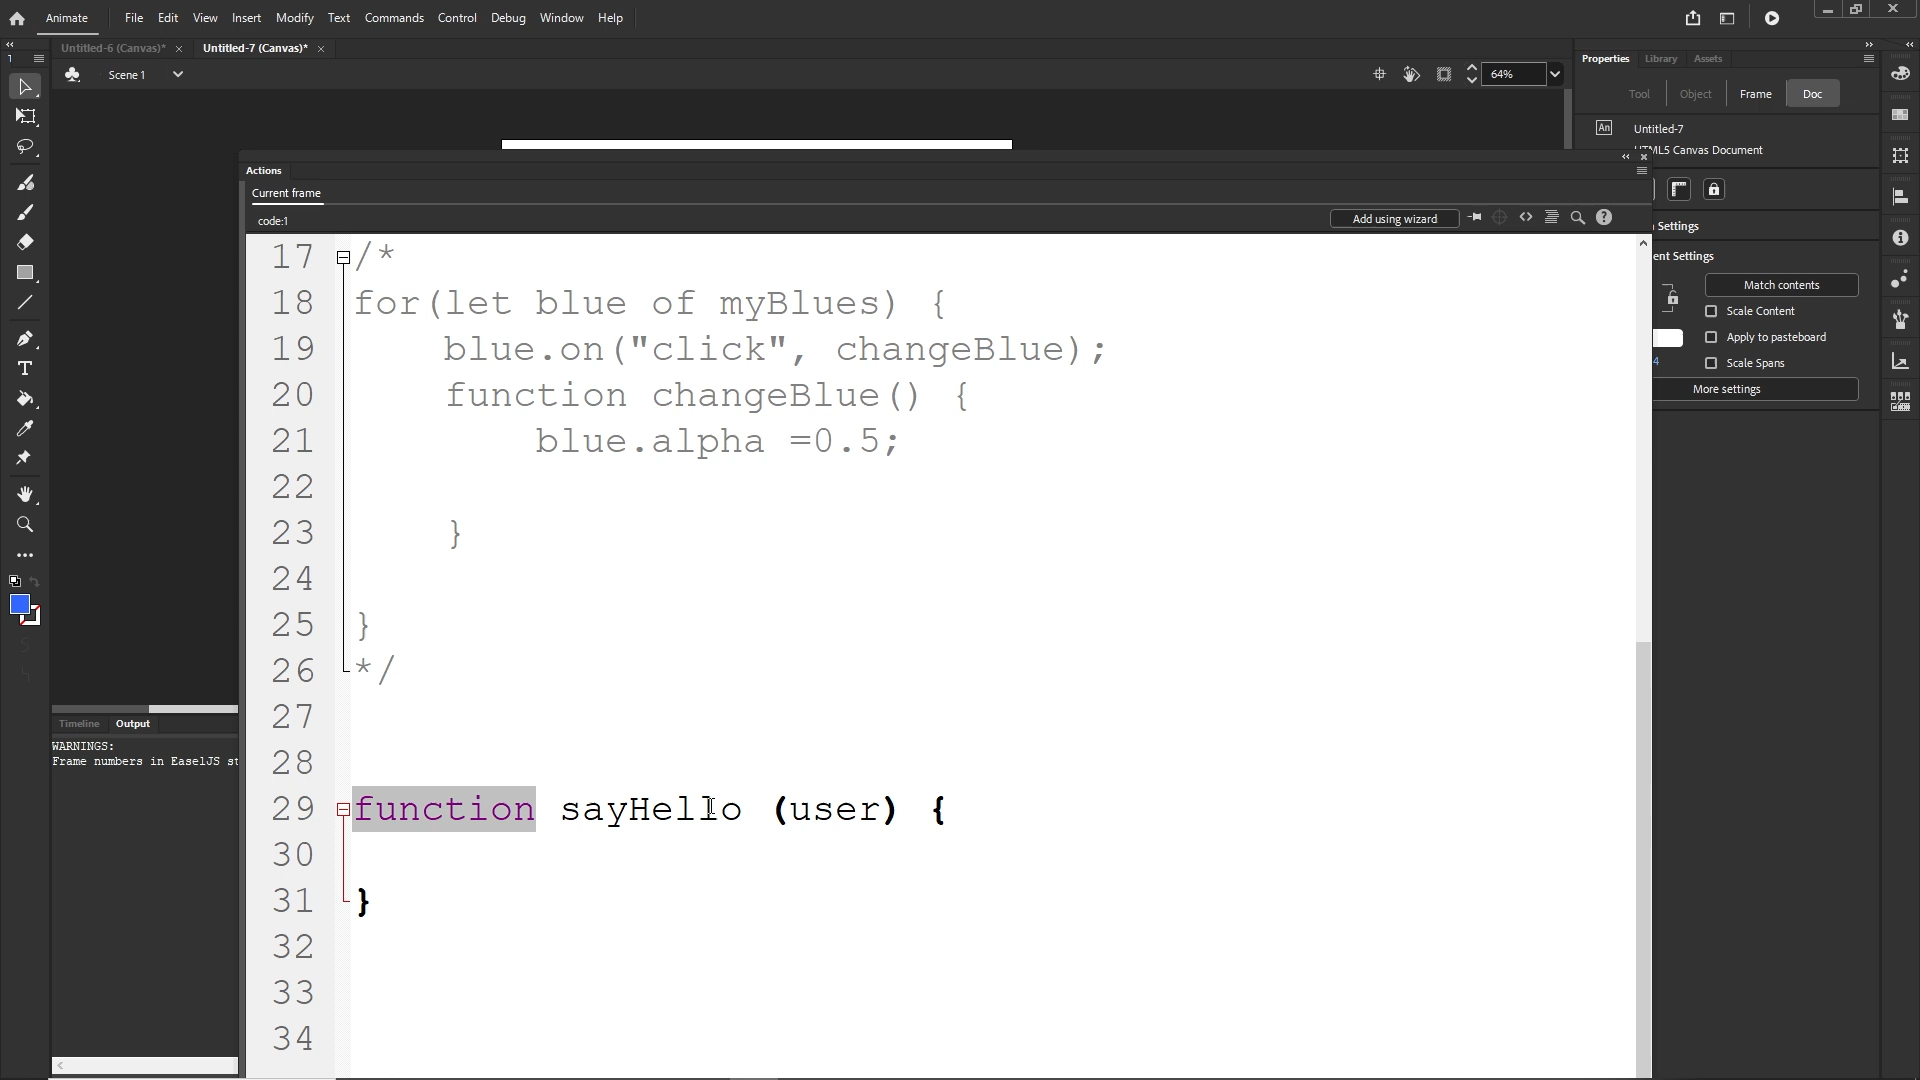 Animate File Edit View Insert Modify Text Commands Control Debug Window Help
Untitled-6 (Canvas)* × Untitled-7 (Canvas)* ×
Scene 1
64%
Properties Library Assets
Tool Object Frame Doc
An Untitled-7
HTML5 Canvas Document
Settings
ent Settings
Match contents
Scale Content
Apply to pasteboard
4
Scale Spans
More settings
Actions
Current frame
code:1
Add using wizard
17 /*
18 for(let blue of myBlues) {
19 blue.on("click", changeBlue);
20 function changeBlue() {
21 blue.alpha =0.5;
22
23 }
24
25 }
26 */
27
28
29 function sayHello (user) {
30
31 }
32
33
34
Timeline Output
WARNINGS:
Frame numbers in EaselJS st